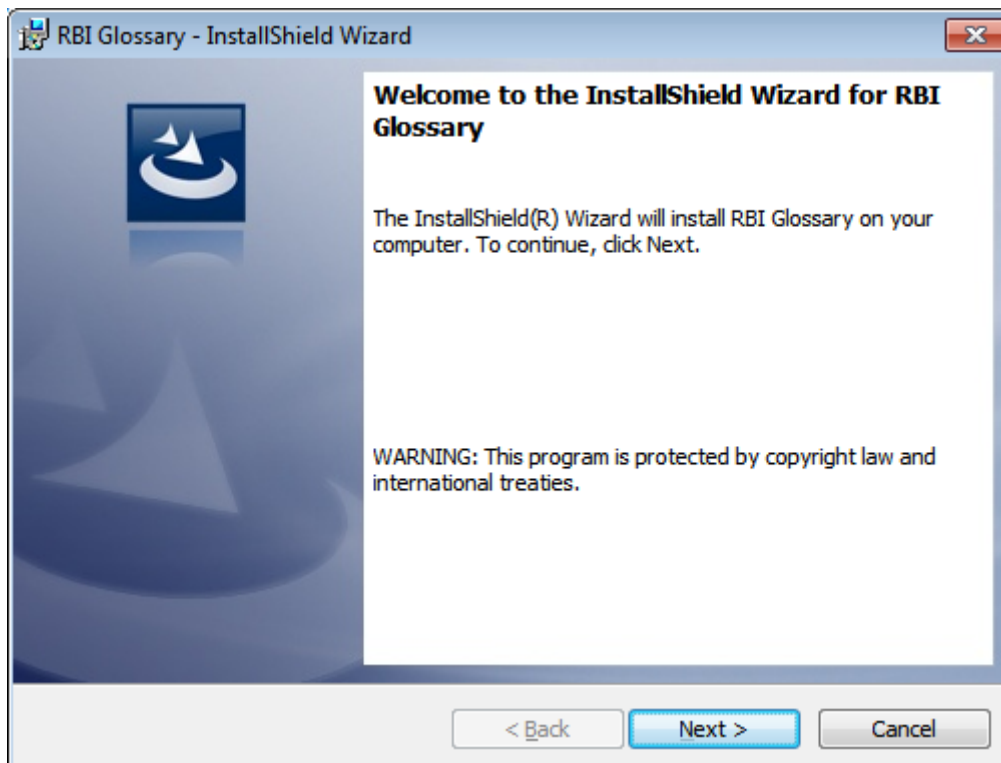 RBI Glossary - InstallShield Wizard
Welcome to the InstallShield Wizard for RBI
Glossary
The InstallShield(R) Wizard will install RBI Glossary on your
computer. To continue, click Next.
WARNING: This program is protected by copyright law and
international treaties.
< Back Next > Cancel